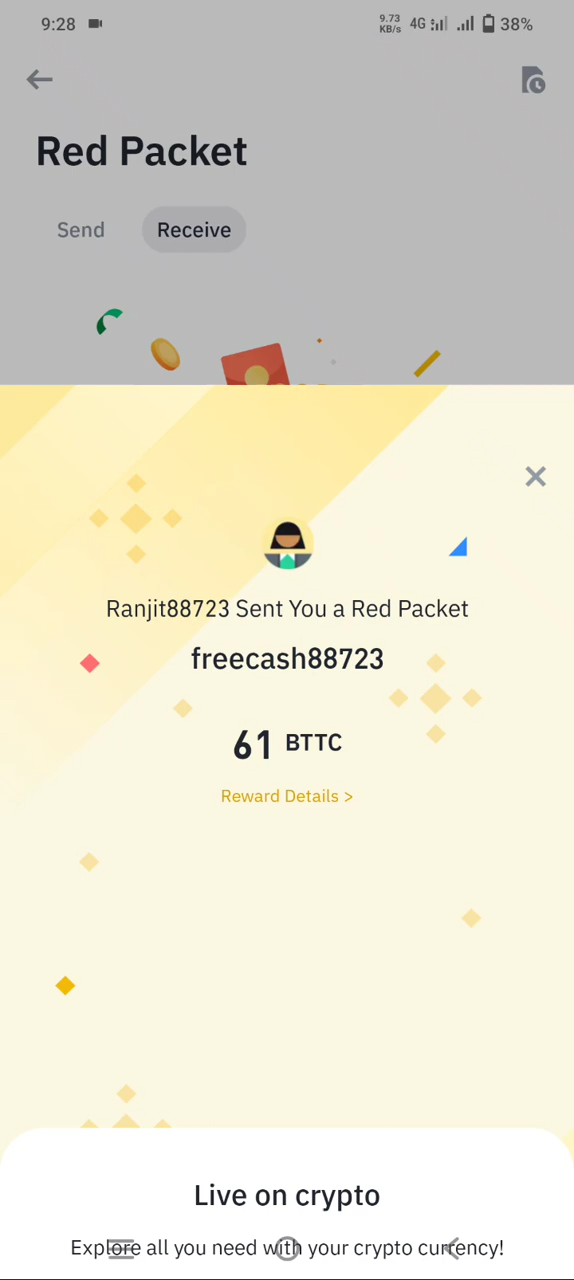 9:28
9.73 KB/s 4G 38%
Red Packet
Send Receive
Ranjit88723 Sent You a Red Packet
freecash88723
61 BTTC
Reward Details >
Live on crypto
Explore all you need with your crypto currency!